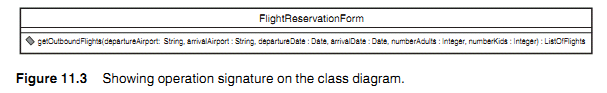 FlightReservationForm
getOutboundFlights(departureAirport: String, arrivalAirport : String, departureDate : Date, arrivalDate : Date, numberAdults : Integer, numberKids : Integer) : ListOfFlights
Figure 11.3 Showing operation signature on the class diagram.